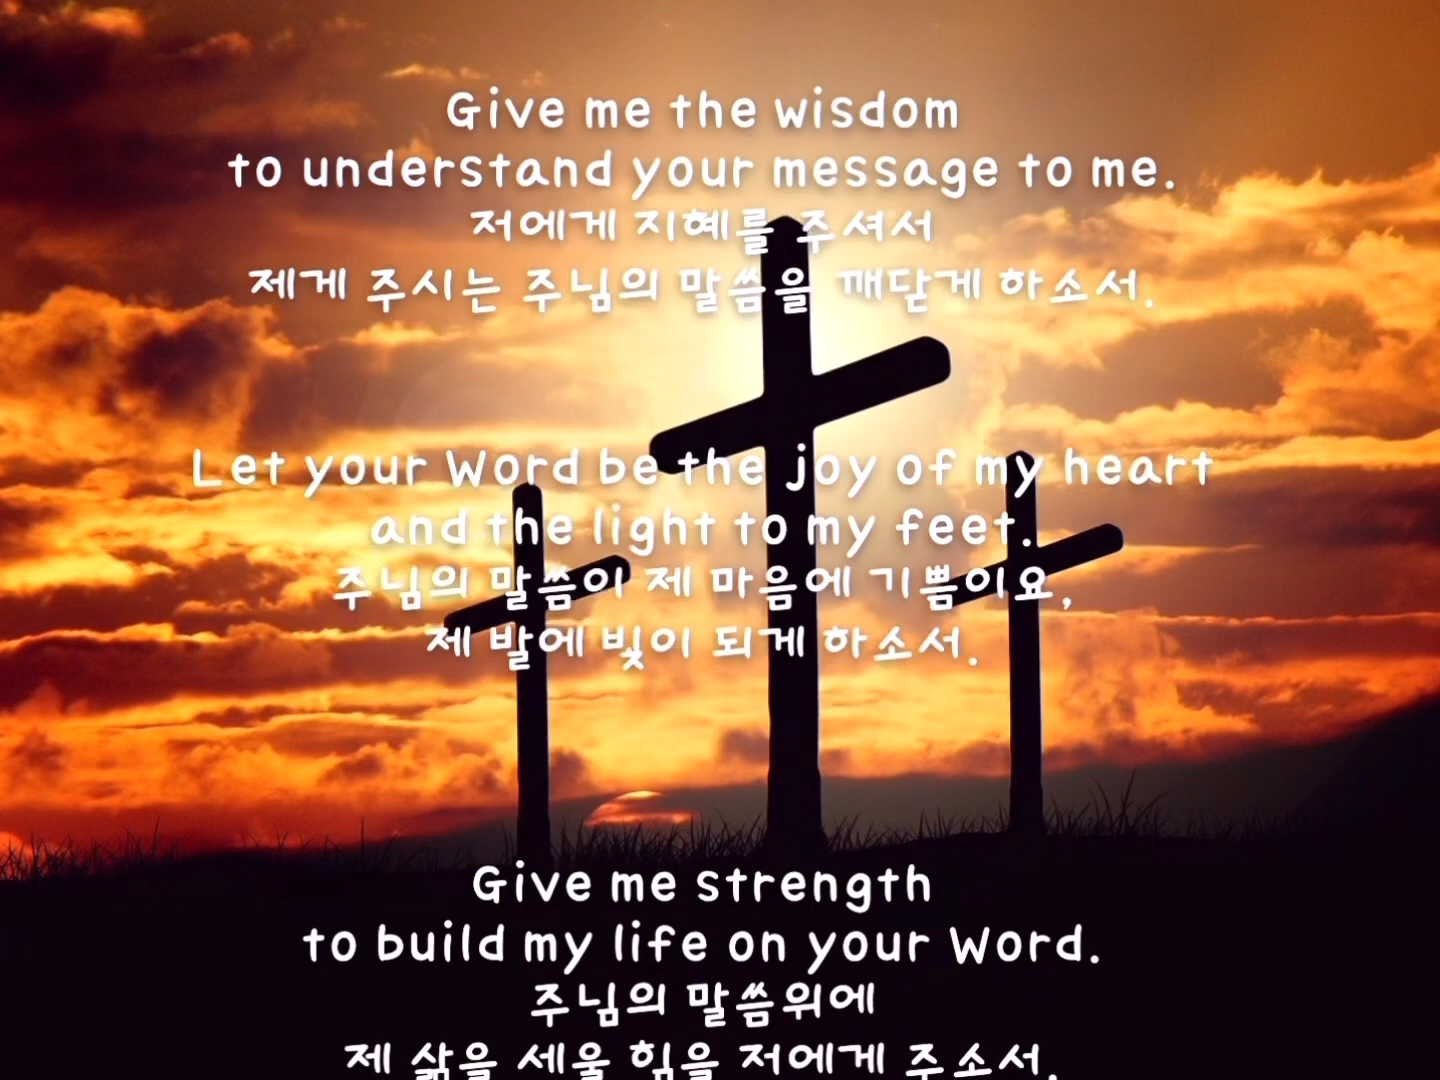 Give me the wisdom
to understand your message to me.
저에게 지혜를 주셔서
제게 주시는 주님의 말씀을 깨닫게 하소서.
Let your Word be the joy of my heart
and the light to my feet.
주님의 말씀이 제 마음에 기쁨이요,
제 발에 빛이 되게 하소서.
Give me strength
to build my life on your Word.
주님의 말씀위에
제 삶을 세울 힘을 저에게 주소서.